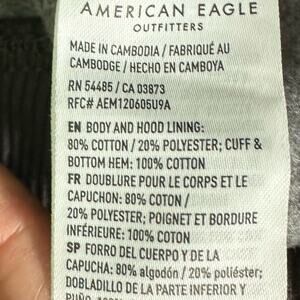 AMERICAN EAGLE
OUTFITTERS
MADE IN CAMBODIA / FABRIQUÉ AU
CAMBODGE / HECHO EN CAMBOYA
RN 54485 / CA 03873
RFC# AEM120605U9A
EN BODY AND HOOD LINING:
80% COTTON / 20% POLYESTER; CUFF &
BOTTOM HEM: 100% COTTON
FR DOUBLURE POUR LE CORPS ET LE
CAPUCHON: 80% COTON /
20% POLYESTER; POIGNET ET BORDURE
INFÉRIEURE: 100% COTON
SP FORRO DEL CUERPO Y DE LA
CAPUCHA: 80% algodón / 20% poliéster;
DOBLADILLO DE LA PARTE INFERIOR Y